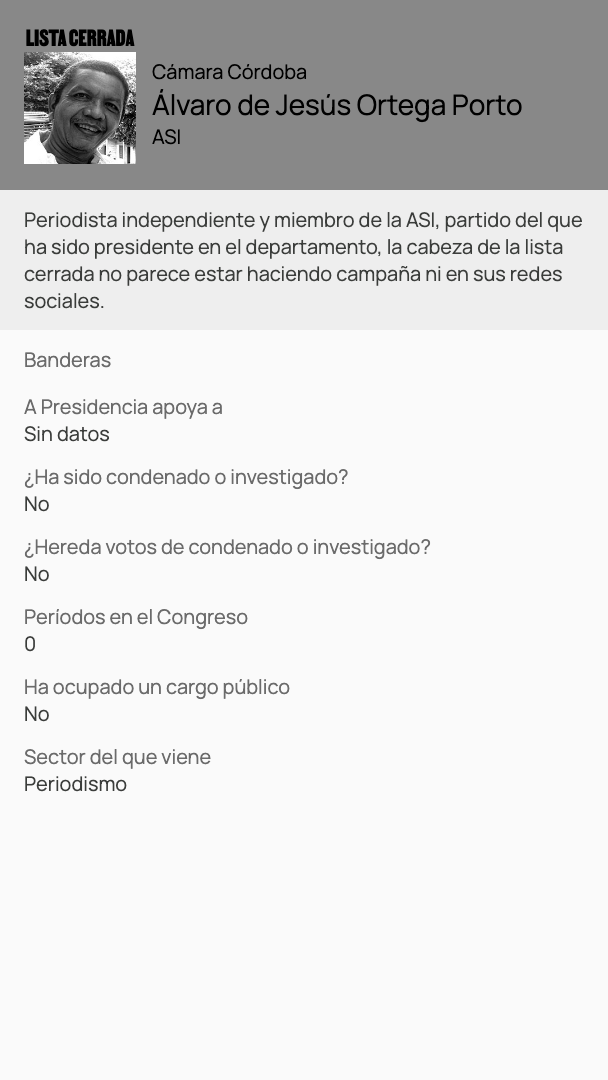 LISTA CERRADA
Cámara Córdoba
Álvaro de Jesús Ortega Porto
ASI
Periodista independiente y miembro de la ASI, partido del que
ha sido presidente en el departamento, la cabeza de la lista
cerrada no parece estar haciendo campaña ni en sus redes
sociales.
Banderas
A Presidencia apoya a
Sin datos
¿Ha sido condenado o investigado?
No
¿Hereda votos de condenado o investigado?
No
Períodos en el Congreso
0
Ha ocupado un cargo público
No
Sector del que viene
Periodismo